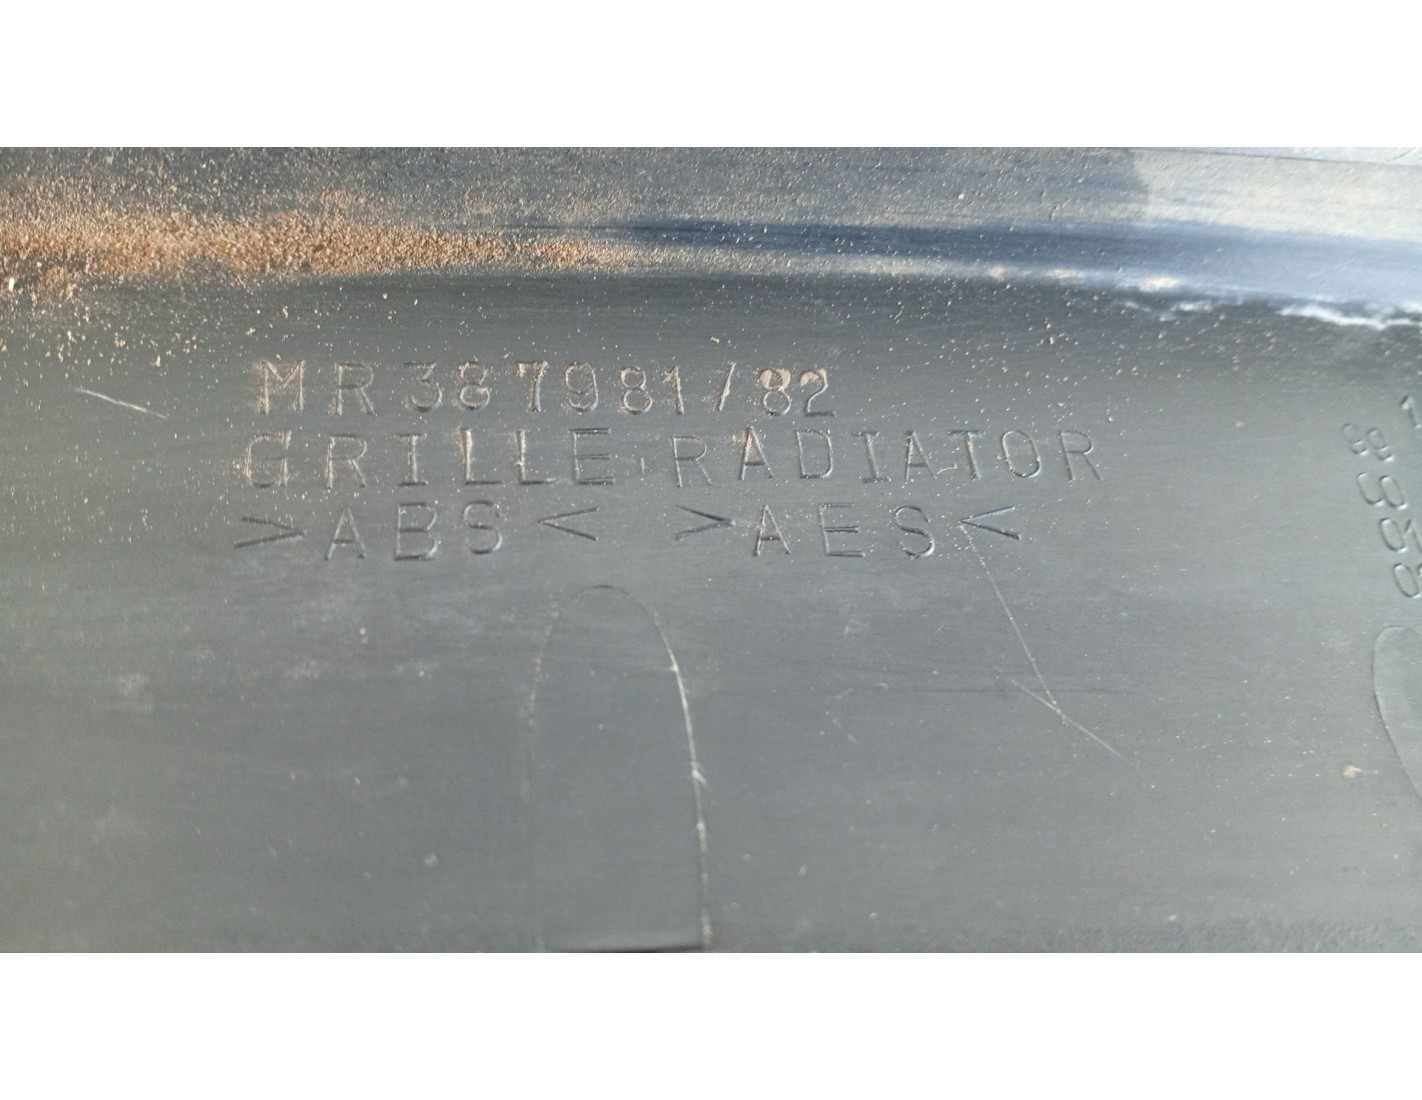 MR387981/82
GRILLE,RADIATOR
>ABS< >AES<